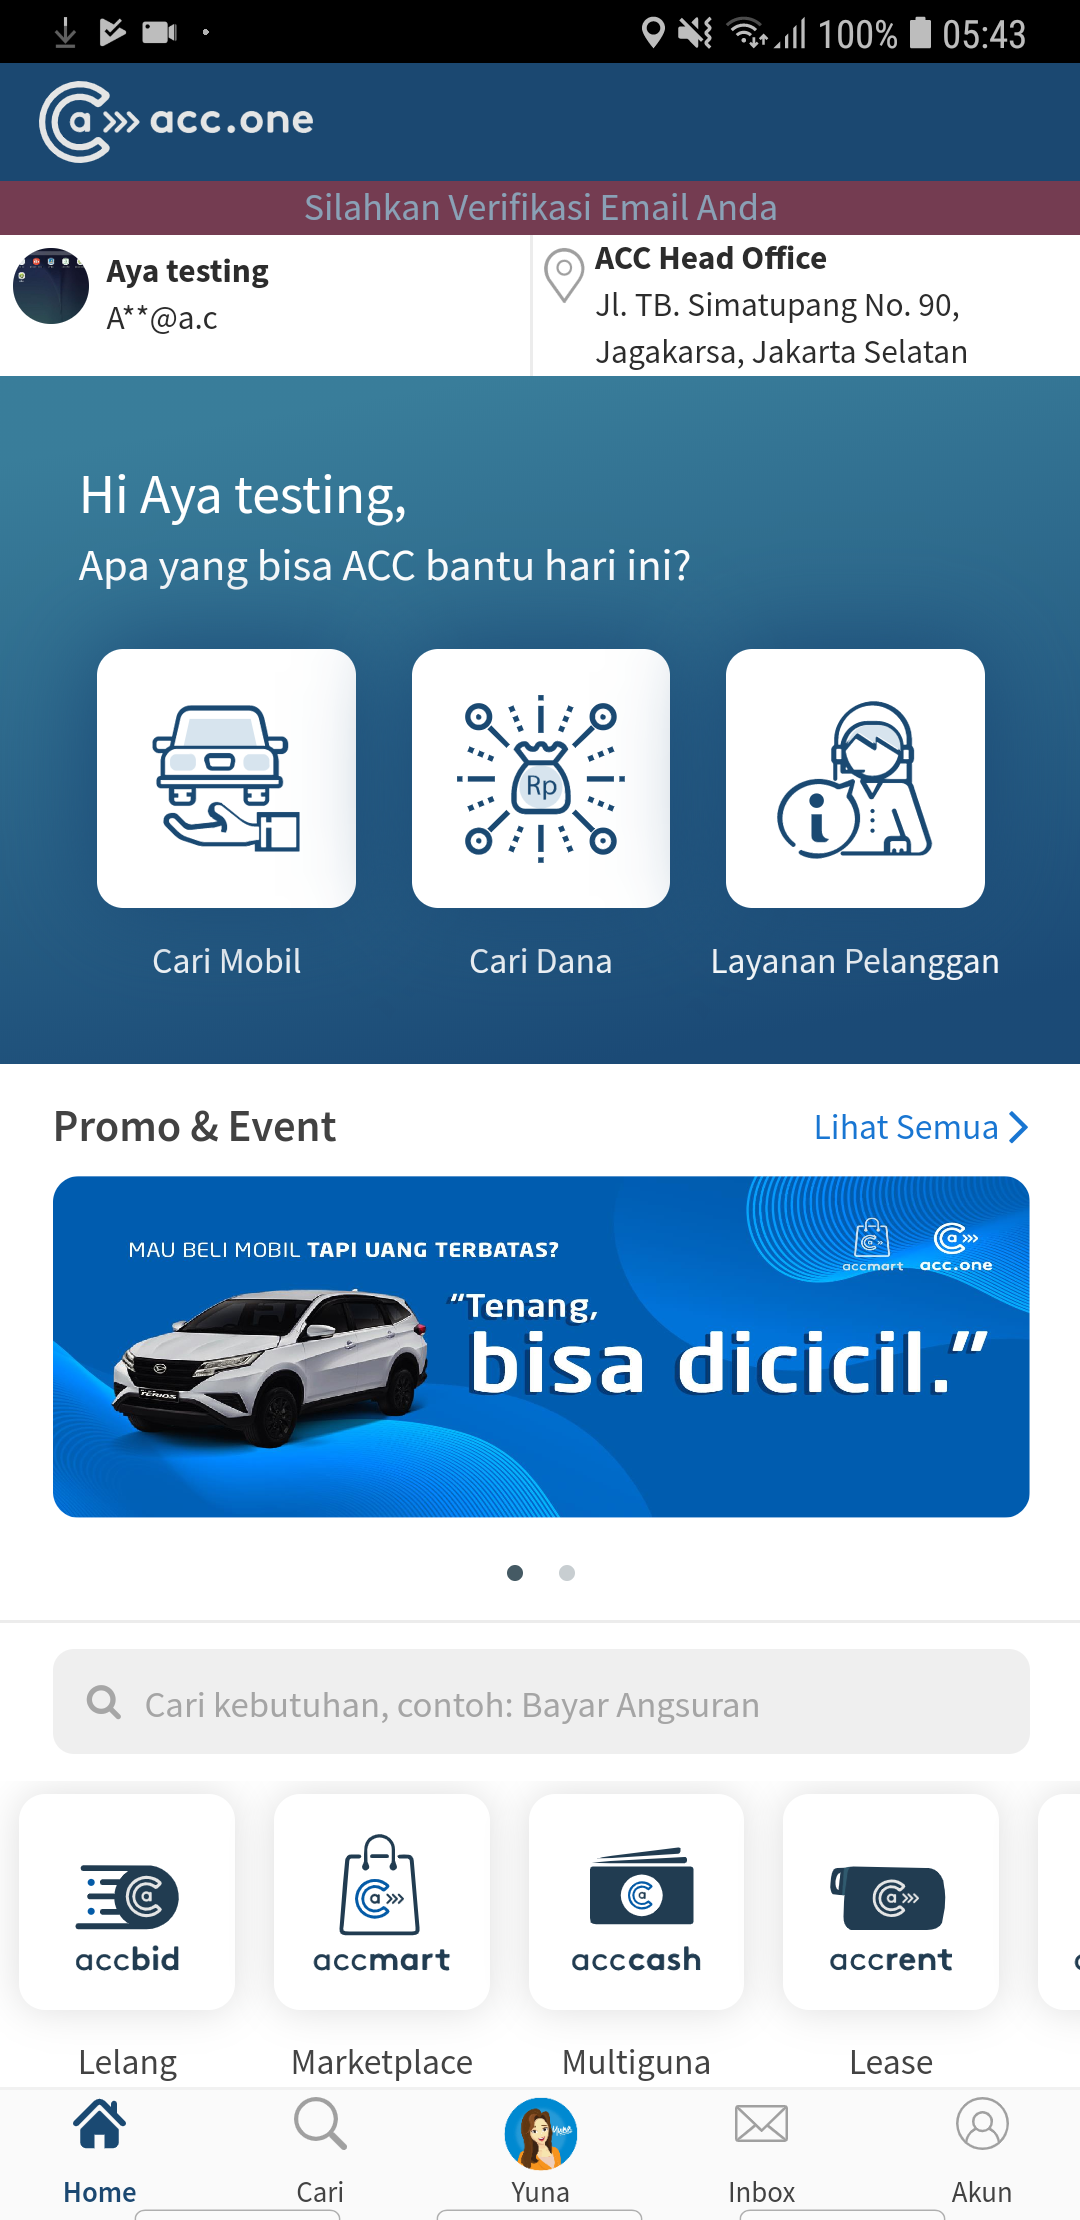 100% 05:43
a acc.one
Silahkan Verifikasi Email Anda
Aya testing
A**@a.c
ACC Head Office
Jl. TB. Simatupang No. 90,
Jagakarsa, Jakarta Selatan
Hi Aya testing,
Apa yang bisa ACC bantu hari ini?
Rp
i
Cari Mobil
Cari Dana
Layanan Pelanggan
Promo & Event
Lihat Semua
MAU BELI MOBIL TAPI UANG TERBATAS?
accmart
acc.one
"Tenang,
bisa dicicil."
TERIOS
Cari kebutuhan, contoh: Bayar Angsuran
accbid
accmart
acccash
accrent
Lelang
Marketplace
Multiguna
Lease
Home
Cari
Yuna
Inbox
Akun